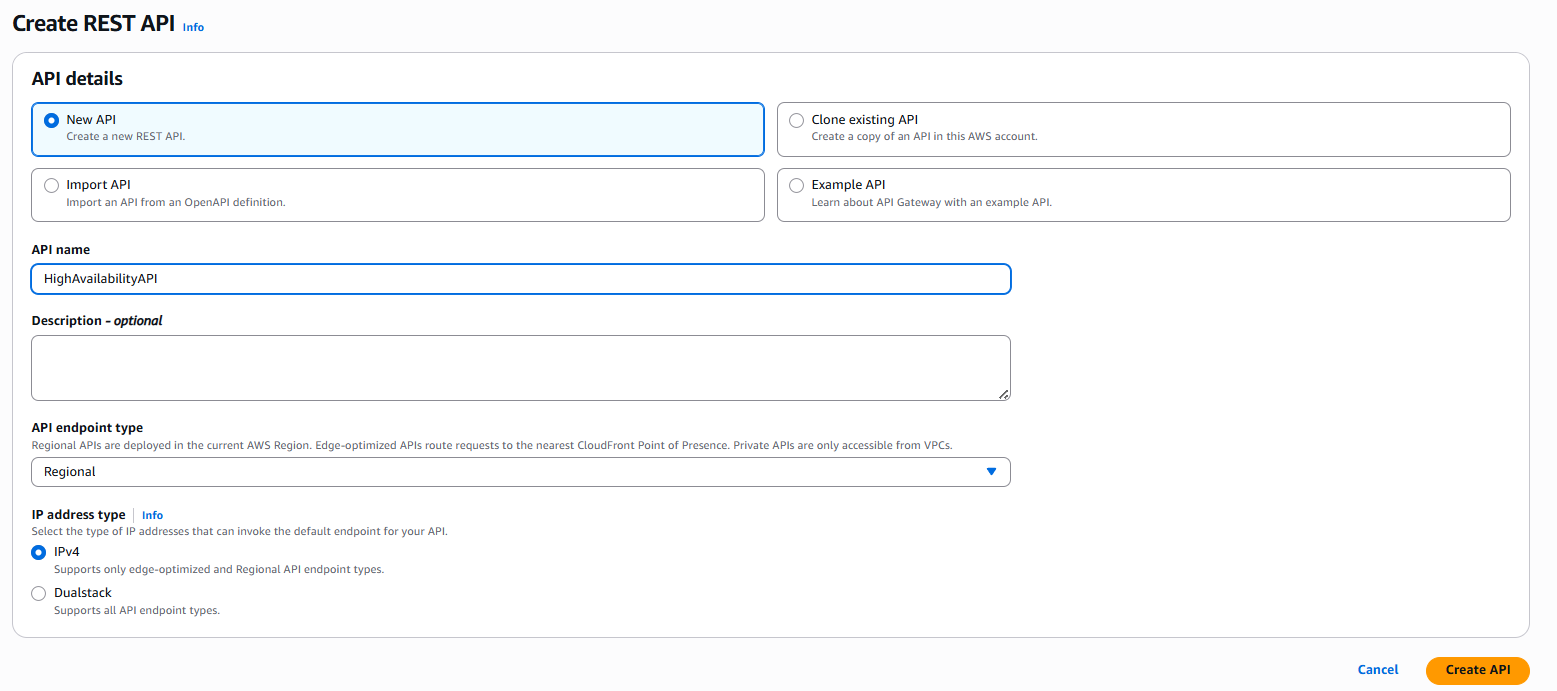 Create REST API Info
API details
New API
Create a new REST API.
Clone existing API
Create a copy of an API in this AWS account.
Import API
Import an API from an OpenAPI definition.
Example API
Learn about API Gateway with an example API.
API name
HighAvailabilityAPI
Description - optional
API endpoint type
Regional APIs are deployed in the current AWS Region. Edge-optimized APIs route requests to the nearest CloudFront Point of Presence. Private APIs are only accessible from VPCs.
Regional
IP address type Info
Select the type of IP addresses that can invoke the default endpoint for your API.
IPv4
Supports only edge-optimized and Regional API endpoint types.
Dualstack
Supports all API endpoint types.
Cancel
Create API